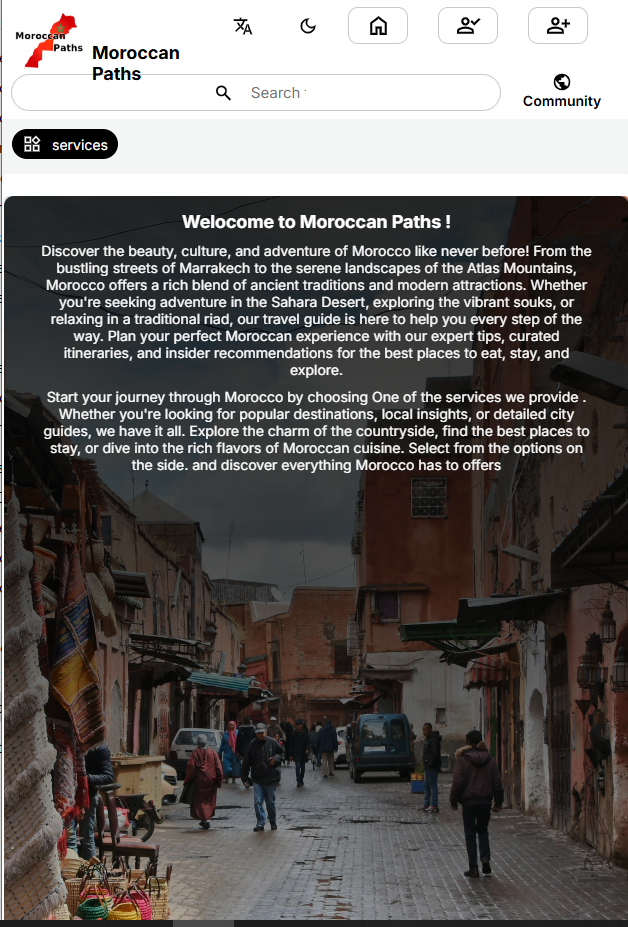 Moroccan
Paths
Moroccan
Paths
Search
Community
services
Welocome to Moroccan Paths !
Discover the beauty, culture, and adventure of Morocco like never before! From the
bustling streets of Marrakech to the serene landscapes of the Atlas Mountains,
Morocco offers a rich blend of ancient traditions and modern attractions. Whether
you're seeking adventure in the Sahara Desert, exploring the vibrant souks, or
relaxing in a traditional riad, our travel guide is here to help you every step of the
way. Plan your perfect Moroccan experience with our expert tips, curated
itineraries, and insider recommendations for the best places to eat, stay, and
explore.
Start your journey through Morocco by choosing One of the services we provide .
Whether you're looking for popular destinations, local insights, or detailed city
guides, we have it all. Explore the charm of the countryside, find the best places to
stay, or dive into the rich flavors of Moroccan cuisine. Select from the options on
the side. and discover everything Morocco has to offers